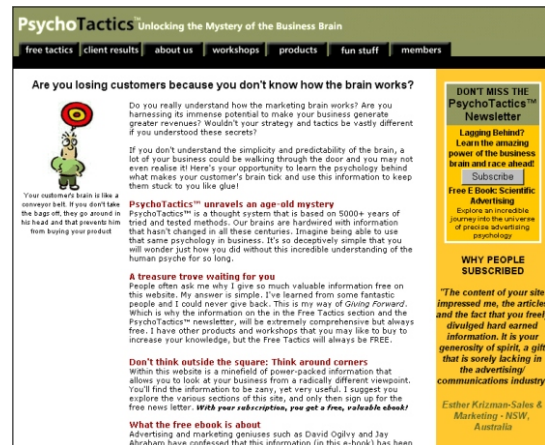 PsychoTactics™ Unlocking the Mystery of the Business Brain
free tactics client results about us workshops products fun stuff members
Are you losing customers because you don't know how the brain works?
Do you really understand how the marketing brain works? Are you
harnessing its immense potential to make your business generate
greater revenues? Wouldn't your strategy and tactics be vastly different
if you understood these secrets?
If you don't understand the simplicity and predictability of the brain, a
lot of your business could be walking through the door and you may not
even realise it! Here's your opportunity to learn the psychology behind
what makes your customer's brain tick and use this information to keep
them stuck to you like glue!
Your customer's brain is like a
conveyor belt. If you don't take
the bags off, they go around in
his head and that prevents him
from buying your product
PsychoTactics™ unravels an age-old mystery
PsychoTactics™ is a thought system that is based on 5000+ years of
tried and tested methods. Our brains are hardwired with information
that hasn't changed in all these centuries. Imagine being able to use
that same psychology in business. It's so deceptively simple that you
will wonder just how you did without this incredible understanding of the
human psyche for so long.
A treasure trove waiting for you
People often ask me why I give so much valuable information free on
this website. My answer is simple. I've learned from some fantastic
people and I could never give back. This is my way of Giving Forward.
Which is why the information on the in the Free Tactics section and the
PsychoTactics™ newsletter, will be extremely comprehensive but always
free. I have other products and workshops that you may like to buy to
increase your knowledge, but the Free Tactics will always be FREE.
Don't think outside the square: Think around corners
Within this website is a minefield of power-packed information that
allows you to look at your business from a radically different viewpoint.
You'll find the information to be zany, yet very useful. I suggest you
explore the various sections of this site, and only then sign up for the
free news letter. With your subscription, you get a free, valuable ebook!
What the free ebook is about
Advertising and marketing geniuses such as David Ogilvy and Jay
Abraham have confessed that this information (in this e-book) has been
DON'T MISS THE
PsychoTactics™
Newsletter
Lagging Behind?
Learn the amazing
power of the business
brain and race ahead!
Subscribe
Free E Book: Scientific
Advertising
Explore an incredible
journey into the universe
of precise advertising
psychology
WHY PEOPLE
SUBSCRIBED
"The content of your site
impressed me, the articles
and the fact that you freely
divulged hard earned
information. It is your
generosity of spirit, a gift
that is sorely lacking in
the advertising/
communications industry
Esther Krizman-Sales &
Marketing - NSW,
Australia